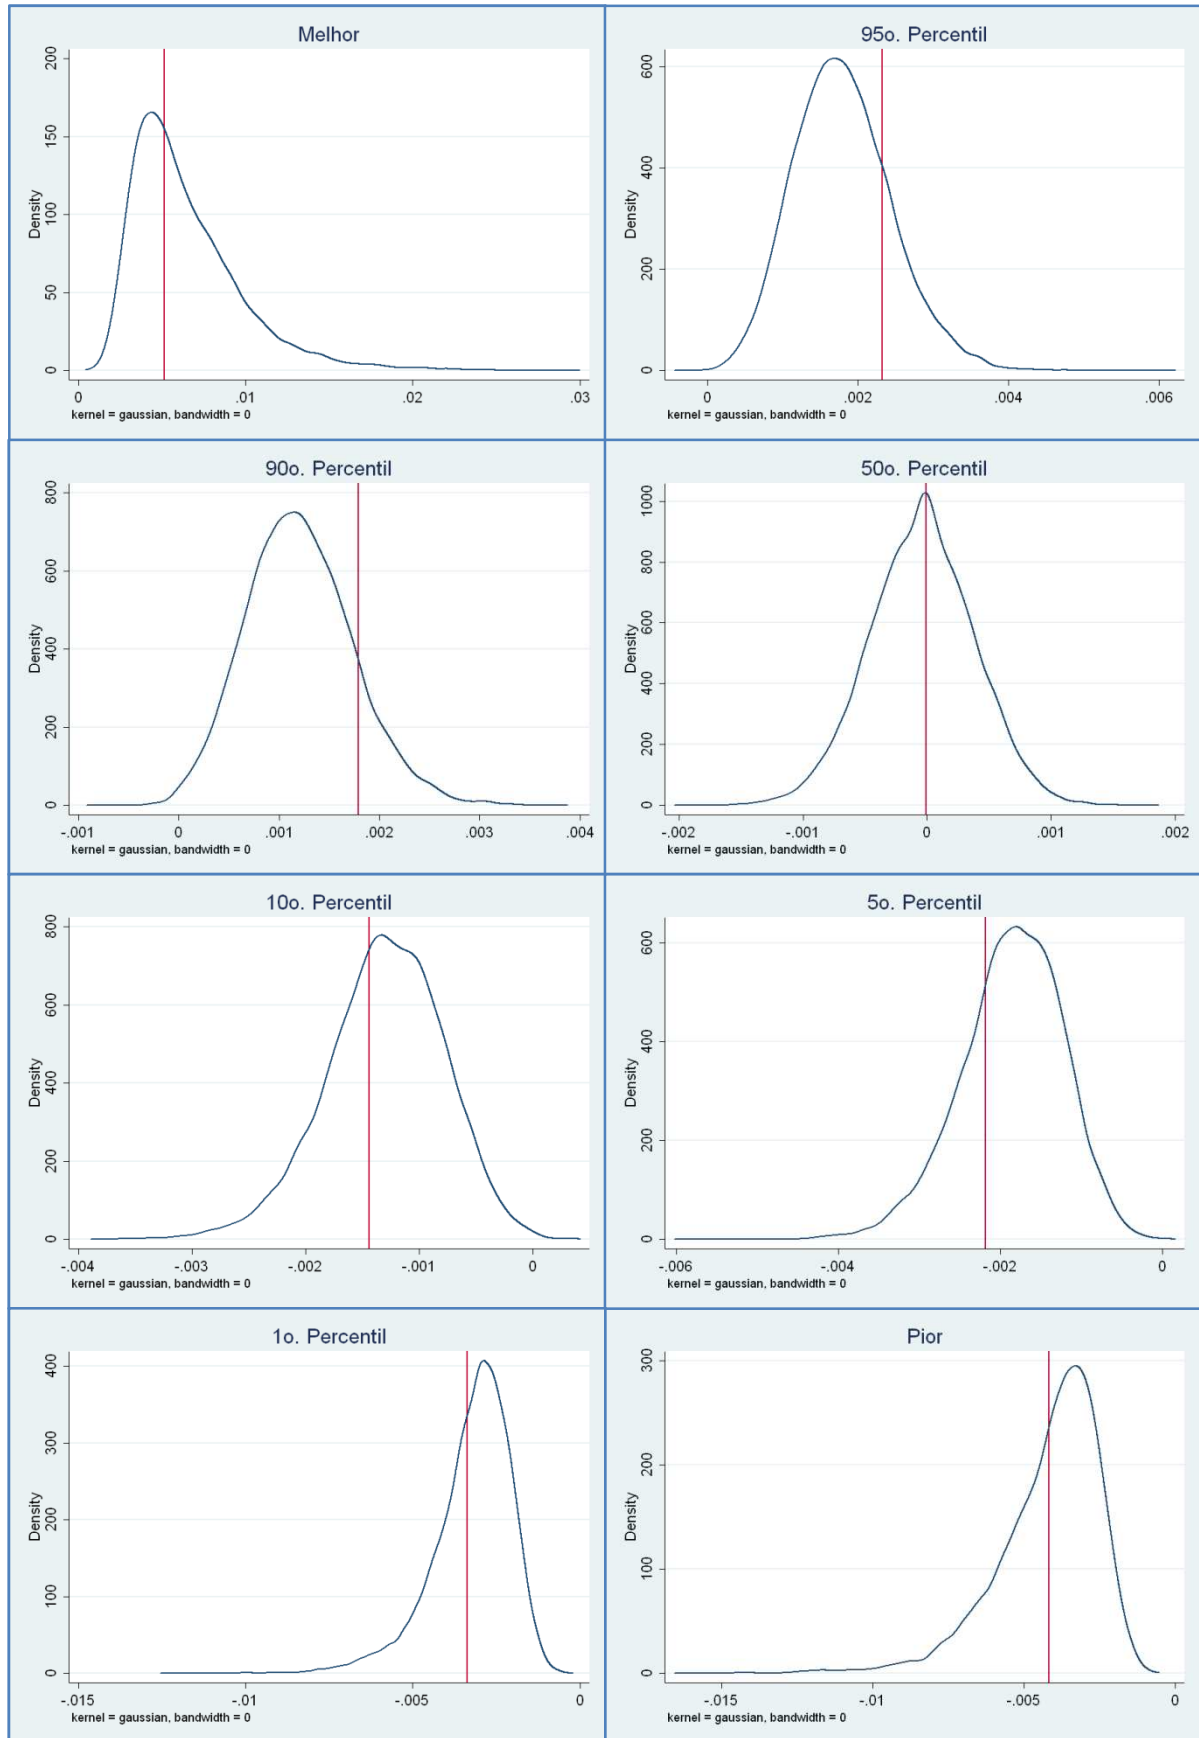 Melhor
200
150
100
50
0
Density
0 .01 .02 .03
kernel = gaussian, bandwidth = 0
95o. Percentil
600
400
200
0
Density
0 .002 .004 .006
kernel = gaussian, bandwidth = 0
90o. Percentil
800
600
400
200
0
Density
-.001 0 .001 .002 .003 .004
kernel = gaussian, bandwidth = 0
50o. Percentil
1000
800
600
400
200
0
Density
-.002 -.001 0 .001 .002
kernel = gaussian, bandwidth = 0
10o. Percentil
800
600
400
200
0
Density
-.004 -.003 -.002 -.001 0
kernel = gaussian, bandwidth = 0
5o. Percentil
600
400
200
0
Density
-.006 -.004 -.002 0
kernel = gaussian, bandwidth = 0
1o. Percentil
400
300
200
100
0
Density
-.015 -.01 -.005 0
kernel = gaussian, bandwidth = 0
Pior
300
200
100
0
Density
-.015 -.01 -.005 0
kernel = gaussian, bandwidth = 0